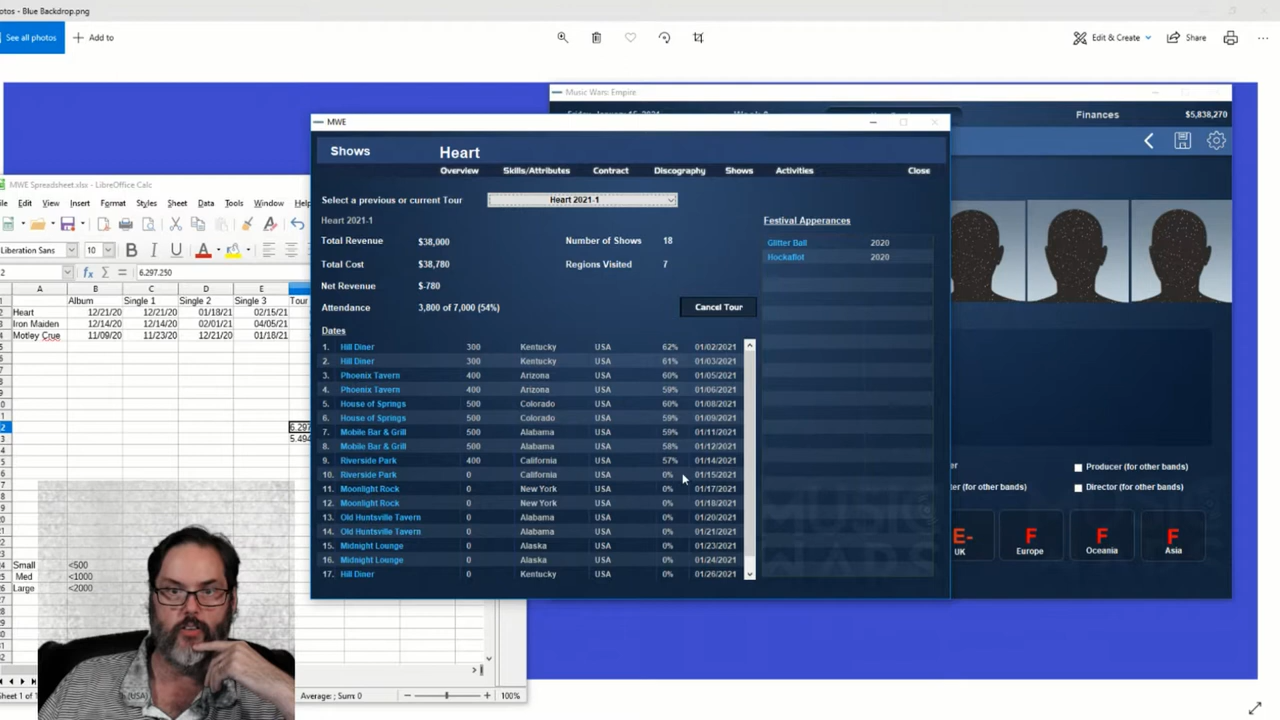 otos - Blue Backdrop.png
See all photos + Add to Edit & Create Share
Music Wars: Empire
Finances $5,838,270
MWE
Shows Heart
Overview Skills/Attributes Contract Discography Shows Activities Close
Select a previous or current Tour Heart 2021-1
Heart 2021-1
Total Revenue $38,000 Number of Shows 18
Total Cost $38,780 Regions Visited 7
Net Revenue $-780
Attendance 3,800 of 7,000 (54%) Cancel Tour
Festival Apperances
Glitter Ball 2020
Hockaflot 2020
Dates
1. Hill Diner 300 Kentucky USA 62% 01/02/2021
2. Hill Diner 300 Kentucky USA 61% 01/03/2021
3. Phoenix Tavern 400 Arizona USA 60% 01/05/2021
4. Phoenix Tavern 400 Arizona USA 59% 01/06/2021
5. House of Springs 500 Colorado USA 60% 01/08/2021
6. House of Springs 500 Colorado USA 59% 01/09/2021
7. Mobile Bar & Grill 500 Alabama USA 59% 01/11/2021
8. Mobile Bar & Grill 500 Alabama USA 58% 01/12/2021
9. Riverside Park 400 California USA 57% 01/14/2021
10. Riverside Park 0 California USA 0% 01/15/2021
11. Moonlight Rock 0 New York USA 0% 01/17/2021
12. Moonlight Rock 0 New York USA 0% 01/18/2021
13. Old Huntsville Tavern 0 Alabama USA 0% 01/20/2021
14. Old Huntsville Tavern 0 Alabama USA 0% 01/21/2021
15. Midnight Lounge 0 Alaska USA 0% 01/23/2021
16. Midnight Lounge 0 Alaska USA 0% 01/24/2021
17. Hill Diner 0 Kentucky USA 0% 01/26/2021
MWE Spreadsheet.xlsx - LibreOffice Calc
Edit View Insert Format Styles Sheet Data Tools Window
Liberation Sans 10 B I U A
6.297.250
A B C D E
Album Single 1 Single 2 Single 3 Tour
Heart 12/21/20 12/21/20 01/18/21 02/15/21
Iron Maiden 12/14/20 12/14/20 02/01/21 04/05/21
Motley Crue 11/09/20 11/23/20 12/21/20 01/18/21
6.297
5.494
Small <500
Med <1000
Large <2000
Sheet 1 of 1 (USA) Average: ; Sum: 0 100%
Producer (for other bands)
ter (for other bands) Director (for other bands)
E- F F F
UK Europe Oceania Asia